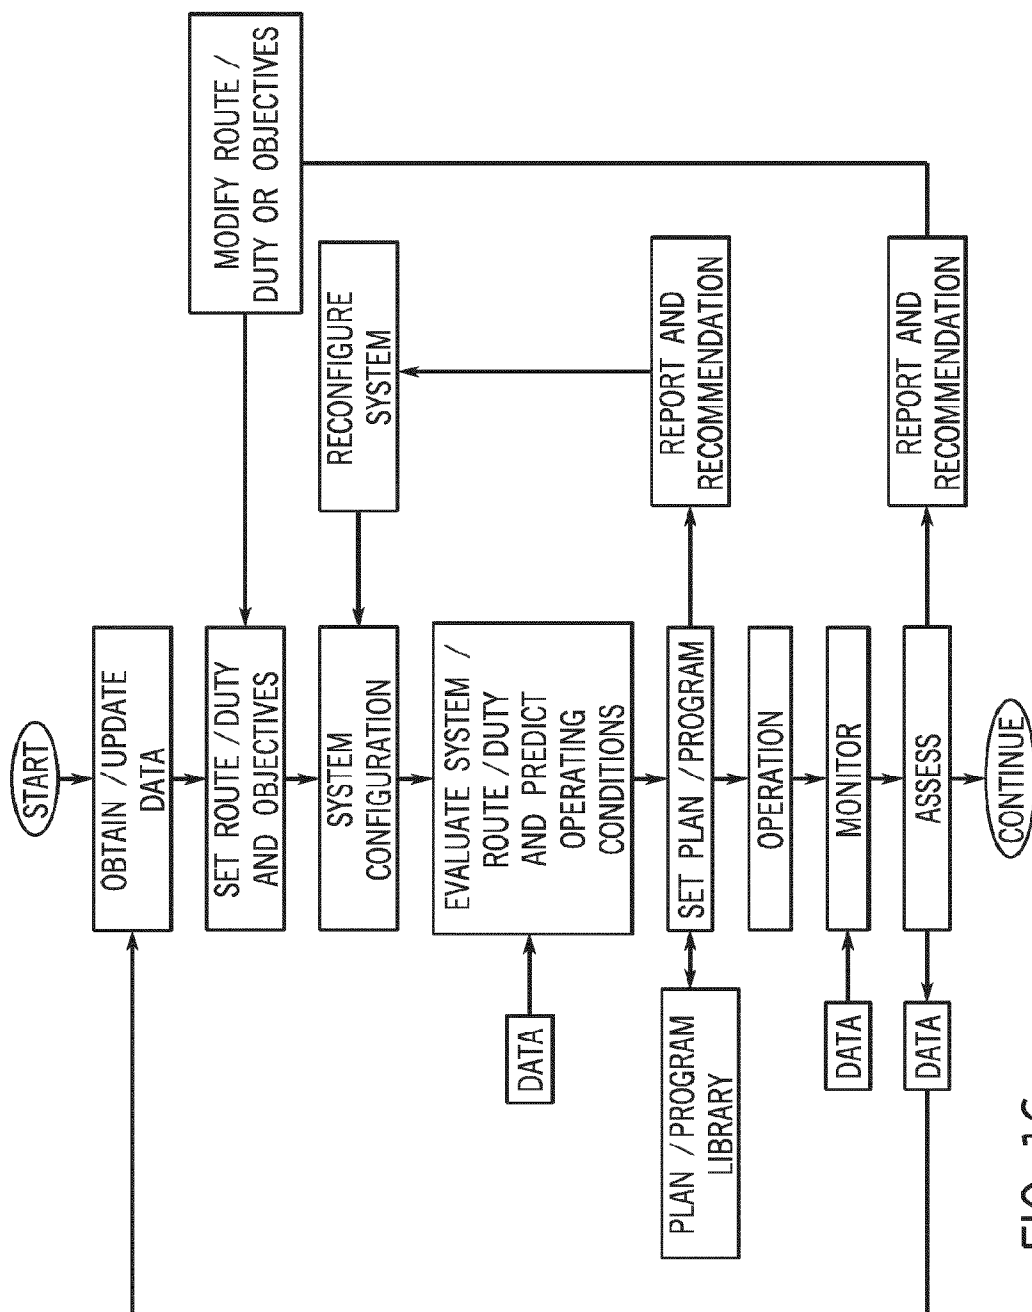 START
OBTAIN / UPDATE
DATA
SET ROUTE / DUTY
AND OBJECTIVES
SYSTEM
CONFIGURATION
EVALUATE SYSTEM /
ROUTE / DUTY
AND PREDICT
OPERATING
CONDITIONS
SET PLAN / PROGRAM
OPERATION
MONITOR
ASSESS
CONTINUE
MODIFY ROUTE /
DUTY OR OBJECTIVES
RECONFIGURE
SYSTEM
REPORT AND
RECOMMENDATION
REPORT AND
RECOMMENDATION
DATA
PLAN / PROGRAM
LIBRARY
DATA
DATA
FIG. 16